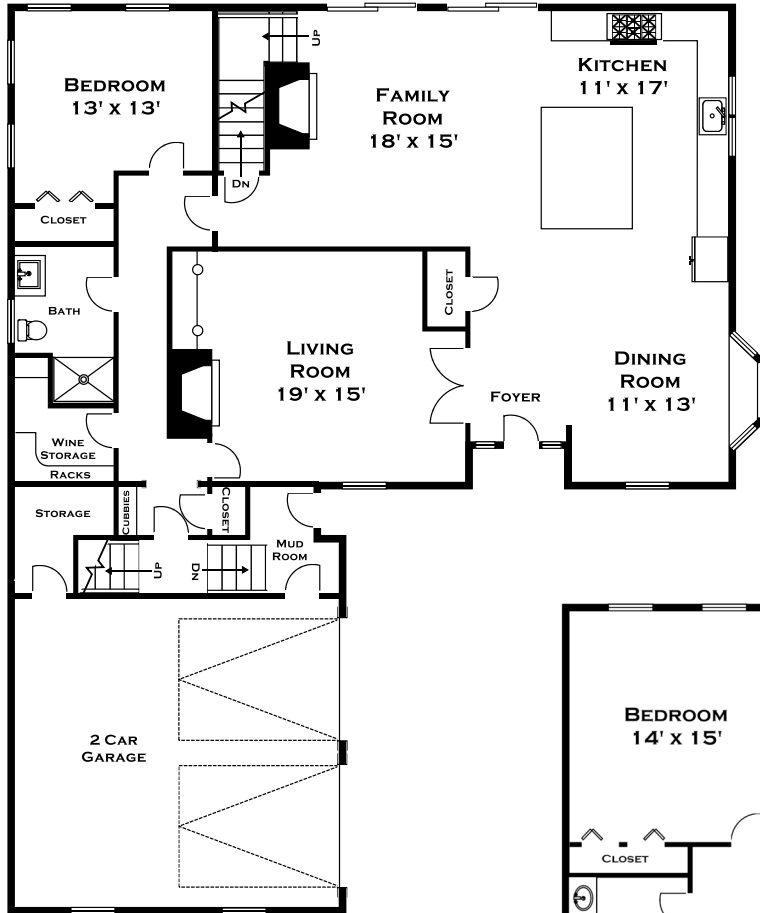 UP
BEDROOM
13' X 13'
FAMILY
ROOM
18' X 15'
KITCHEN
11' X 17'
DN
CLOSET
BATH
CLOSET
LIVING
ROOM
19' X 15'
FOYER
DINING
ROOM
11' X 13'
WINE
STORAGE
RACKS
STORAGE
CUBBIES
CLOSET
MUD
ROOM
UP
DN
2 CAR
GARAGE
BEDROOM
14' X 15'
CLOSET